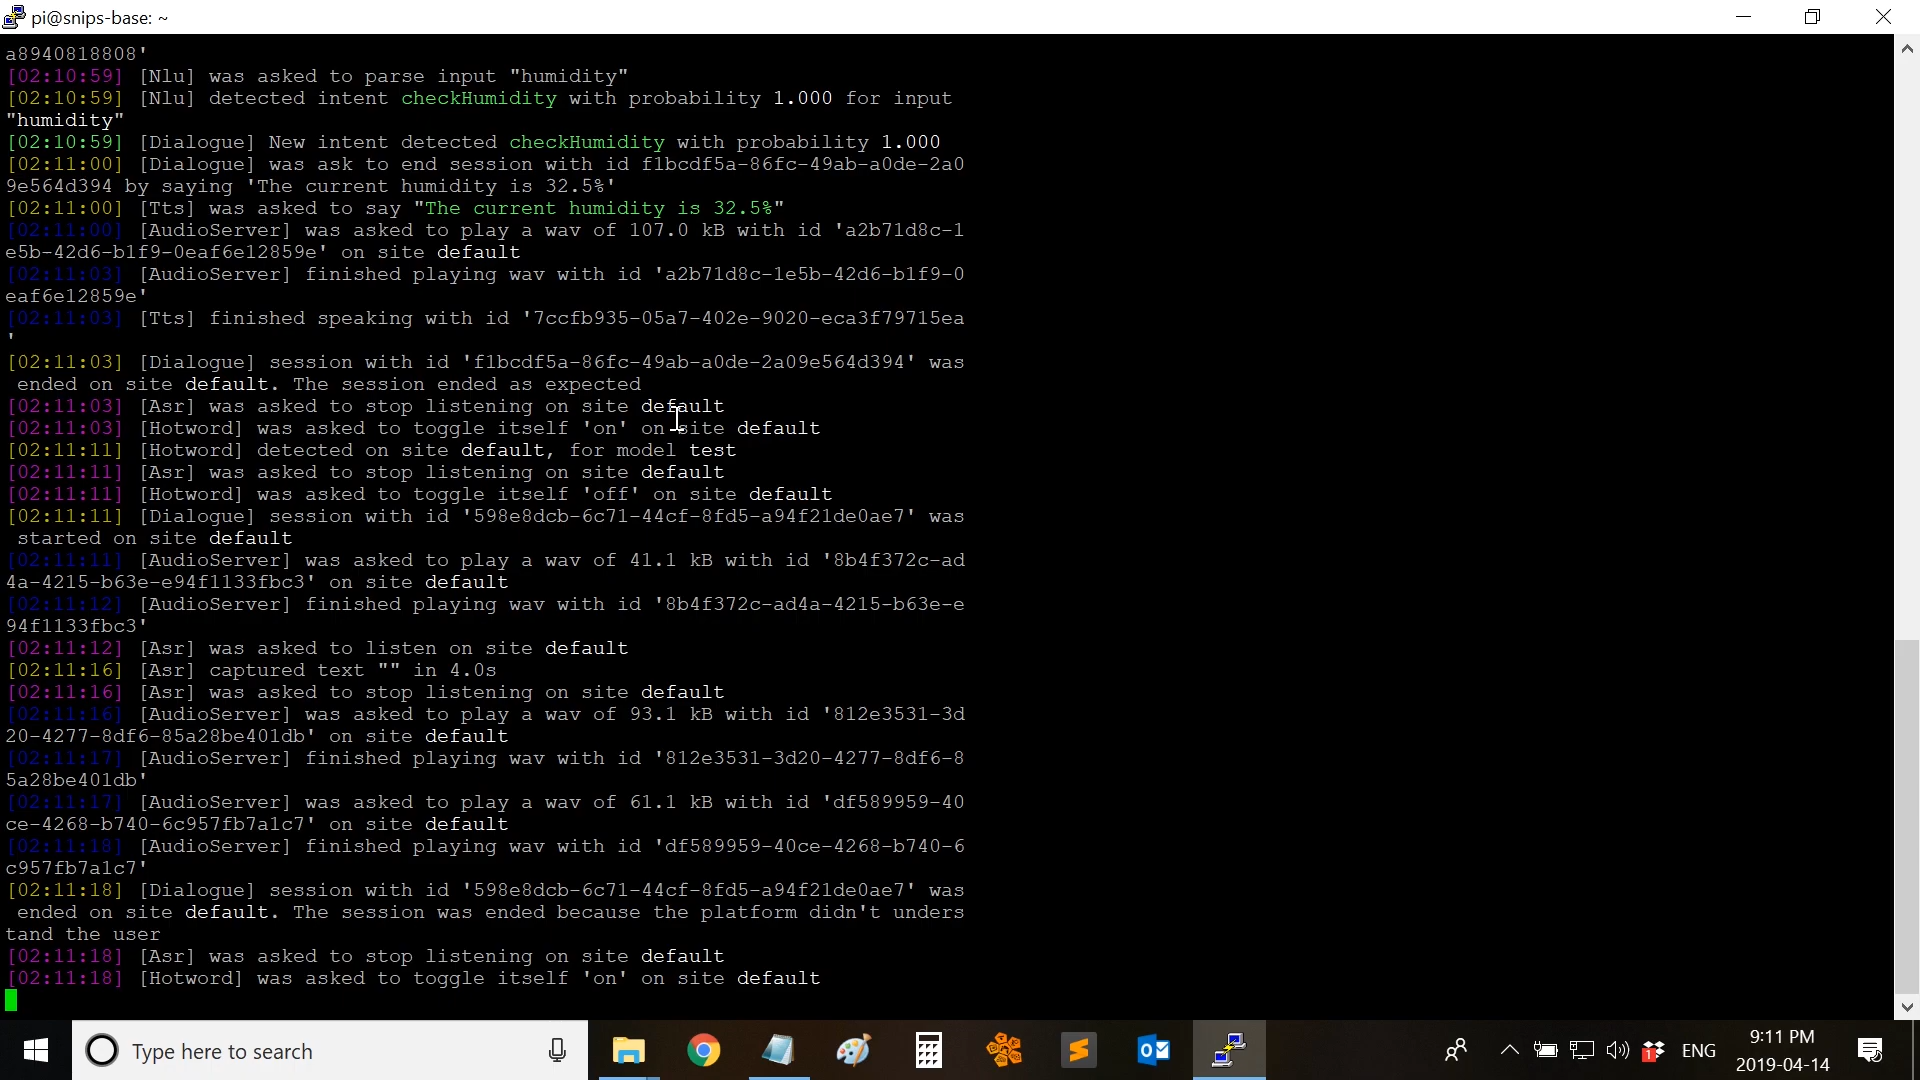 pi@snips-base: ~
a8940818808'
[02:10:59] [Nlu] was asked to parse input "humidity"
[02:10:59] [Nlu] detected intent checkHumidity with probability 1.000 for input
"humidity"
[02:10:59] [Dialogue] New intent detected checkHumidity with probability 1.000
[02:11:00] [Dialogue] was ask to end session with id f1bcdf5a-86fc-49ab-a0de-2a0
9e564d394 by saying 'The current humidity is 32.5%'
[02:11:00] [Tts] was asked to say "The current humidity is 32.5%"
[02:11:00] [AudioServer] was asked to play a wav of 107.0 kB with id 'a2b71d8c-1
e5b-42d6-b1f9-0eaf6e12859e' on site default
[02:11:03] [AudioServer] finished playing wav with id 'a2b71d8c-1e5b-42d6-b1f9-0
eaf6e12859e'
[02:11:03] [Tts] finished speaking with id '7ccfb935-05a7-402e-9020-eca3f79715ea
'
[02:11:03] [Dialogue] session with id 'f1bcdf5a-86fc-49ab-a0de-2a09e564d394' was
ended on site default. The session ended as expected
[02:11:03] [Asr] was asked to stop listening on site default
[02:11:03] [Hotword] was asked to toggle itself 'on' on site default
[02:11:11] [Hotword] detected on site default, for model test
[02:11:11] [Asr] was asked to stop listening on site default
[02:11:11] [Hotword] was asked to toggle itself 'off' on site default
[02:11:11] [Dialogue] session with id '598e8dcb-6c71-44cf-8fd5-a94f21de0ae7' was
started on site default
[02:11:11] [AudioServer] was asked to play a wav of 41.1 kB with id '8b4f372c-ad
4a-4215-b63e-e94f1133fbc3' on site default
[02:11:12] [AudioServer] finished playing wav with id '8b4f372c-ad4a-4215-b63e-e
94f1133fbc3'
[02:11:12] [Asr] was asked to listen on site default
[02:11:16] [Asr] captured text "" in 4.0s
[02:11:16] [Asr] was asked to stop listening on site default
[02:11:16] [AudioServer] was asked to play a wav of 93.1 kB with id '812e3531-3d
20-4277-8df6-85a28be401db' on site default
[02:11:17] [AudioServer] finished playing wav with id '812e3531-3d20-4277-8df6-8
5a28be401db'
[02:11:17] [AudioServer] was asked to play a wav of 61.1 kB with id 'df589959-40
ce-4268-b740-6c957fb7a1c7' on site default
[02:11:18] [AudioServer] finished playing wav with id 'df589959-40ce-4268-b740-6
c957fb7a1c7'
[02:11:18] [Dialogue] session with id '598e8dcb-6c71-44cf-8fd5-a94f21de0ae7' was
ended on site default. The session was ended because the platform didn't unders
tand the user
[02:11:18] [Asr] was asked to stop listening on site default
[02:11:18] [Hotword] was asked to toggle itself 'on' on site default
Type here to search
1
ENG
9:11 PM
2019-04-14